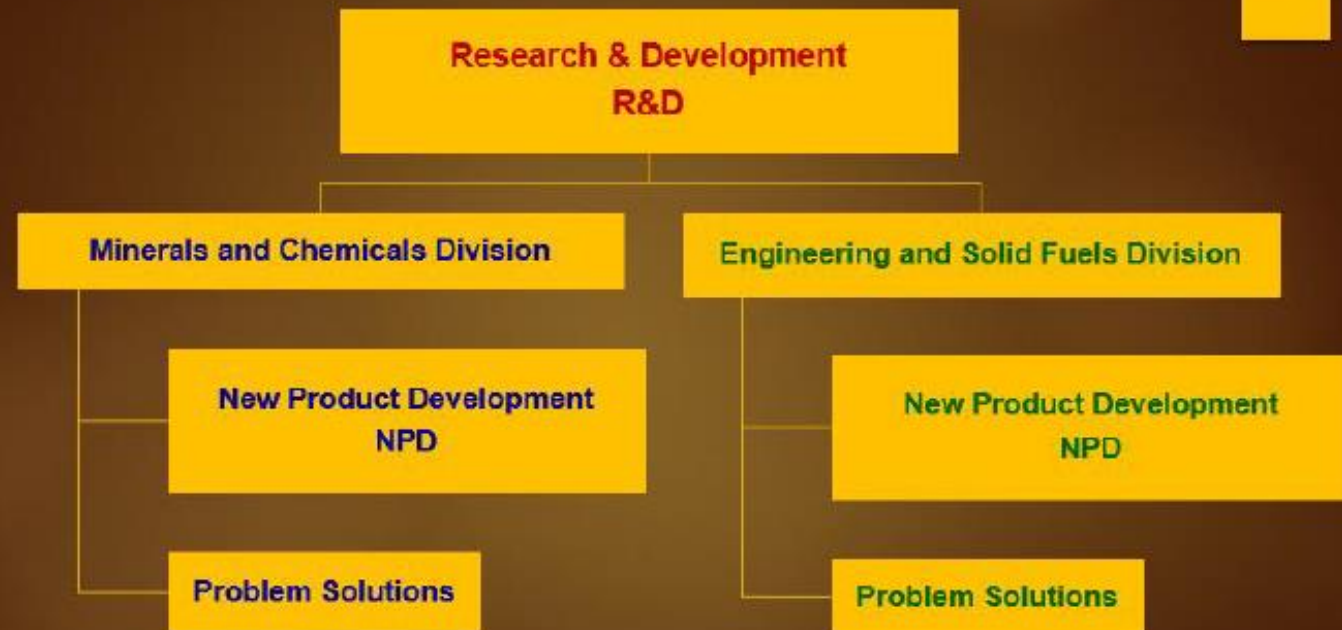 Research & Development
R&D
Minerals and Chemicals Division
Engineering and Solid Fuels Division
New Product Development
NPD
New Product Development
NPD
Problem Solutions
Problem Solutions